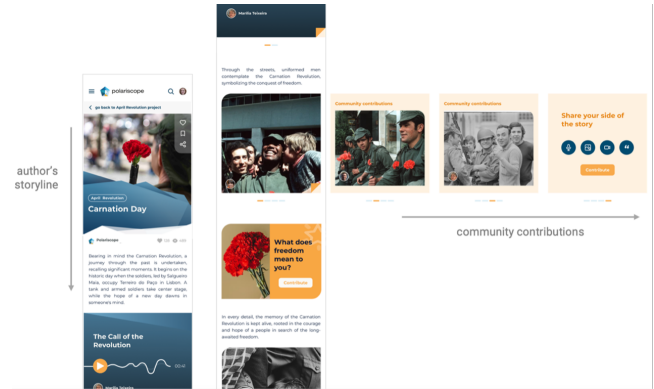 author's
storyline
polariscope
go back to April Revolution project
April Revolution
Carnation Day
Polariscope
Bearing in mind the Carnation Revolution, a
journey through the past is undertaken,
recalling significant moments. It begins on the
historic day when the soldiers, led by Salgueiro
Maia, occupy Terreiro do Paço in Lisbon. A
tank and armed soldiers take center stage,
while the hope of a new day dawns in
someone's mind.
The Call of the
Revolution
Marília Teixeira
Marília Teixeira
Through the streets, uniformed men
contemplate the Carnation Revolution,
symbolizing the conquest of freedom.
What does
freedom
mean to
you?
Contribute
In every detail, the memory of the Carnation
Revolution is kept alive, rooted in the courage
and hope of a people in search of the long-
awaited freedom.
Community contributions
Community contributions
Share your side of
the story
Contribute
community contributions